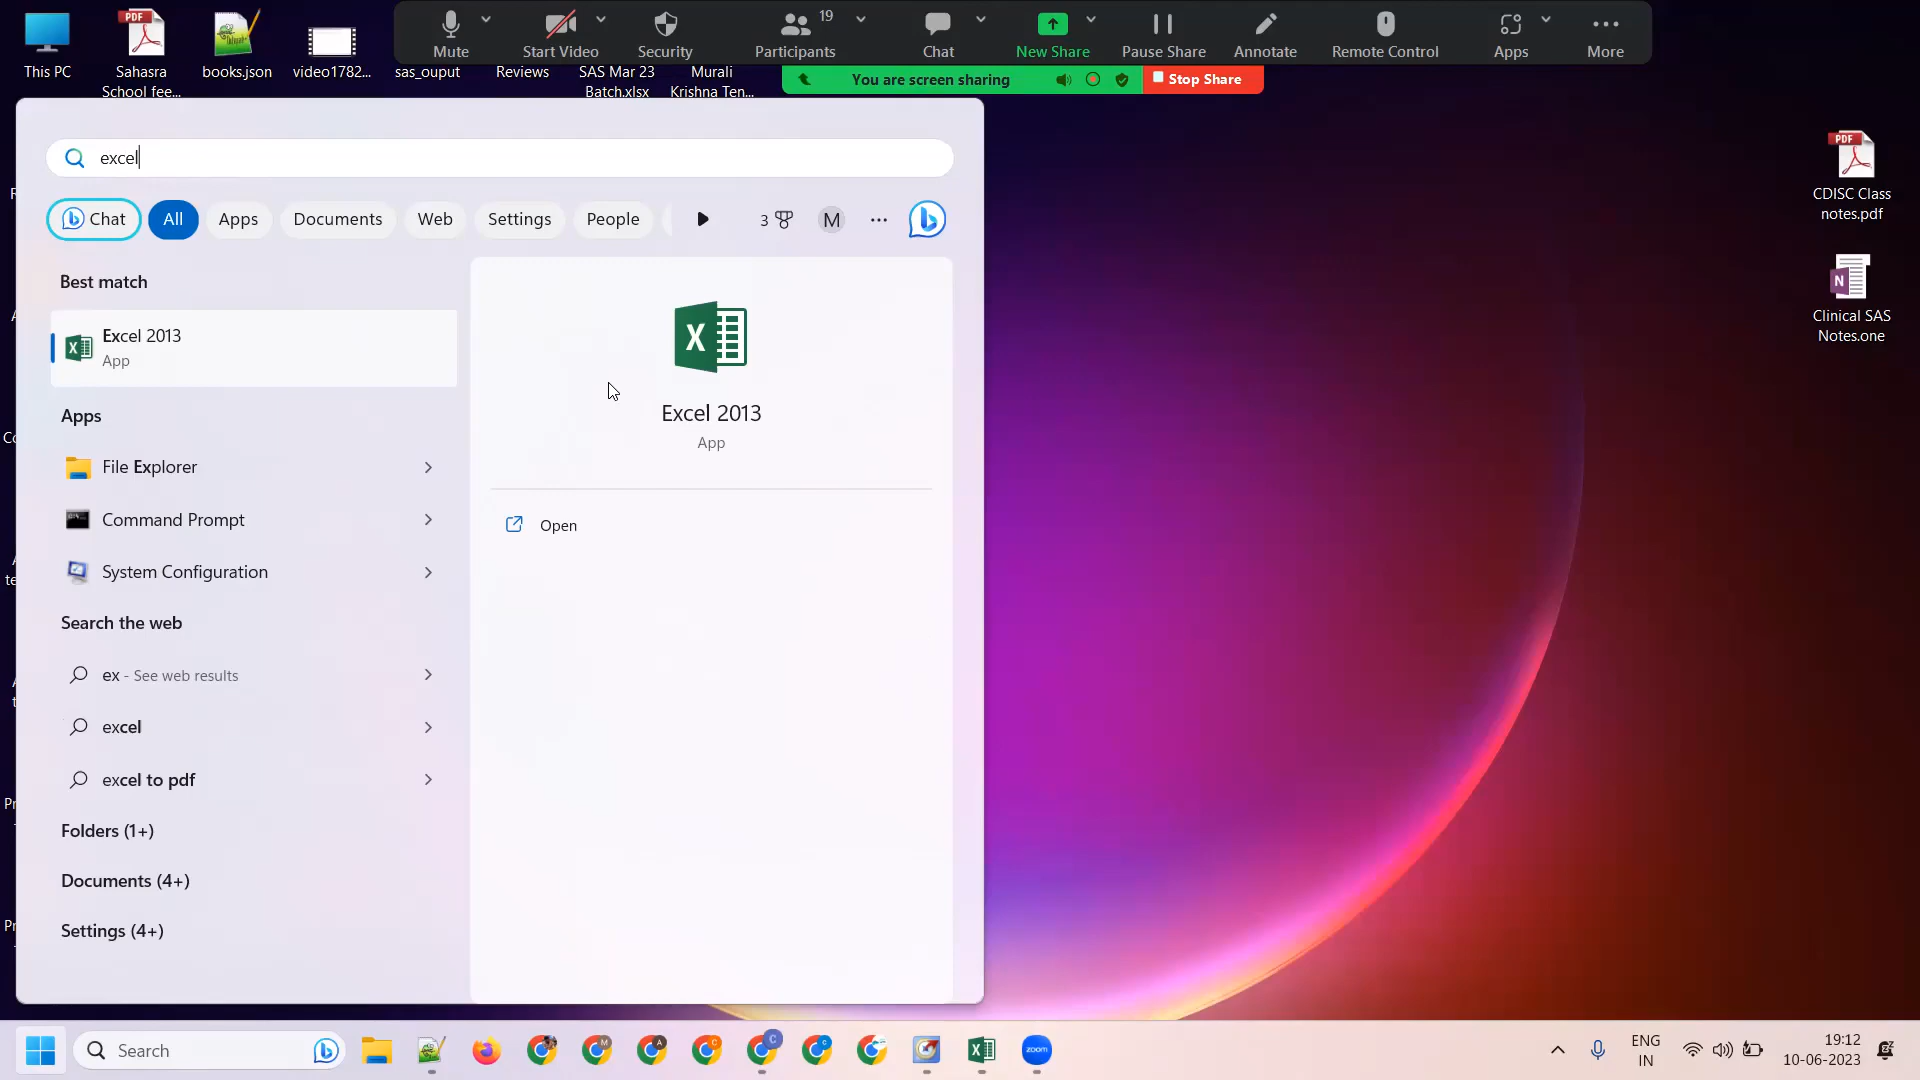 19
Mute
Start Video
Security
Participants
Chat
New Share
Pause Share
Annotate
Remote Control
Apps
More
This PC
Sahasra
School fee...
books.json
video1782...
sas_ouput
Reviews
SAS Mar 23
Batch.xlsx
Murali
Krishna Ten...
You are screen sharing
Stop Share
excel
Chat
All
Apps
Documents
Web
Settings
People
3
M
Best match
Excel 2013
App
Apps
File Explorer
Command Prompt
System Configuration
Search the web
ex - See web results
excel
excel to pdf
Folders (1+)
Documents (4+)
Settings (4+)
Excel 2013
App
Open
PDF
CDISC Class
notes.pdf
N
Clinical SAS
Notes.one
Search
zoom
ENG
IN
19:12
10-06-2023